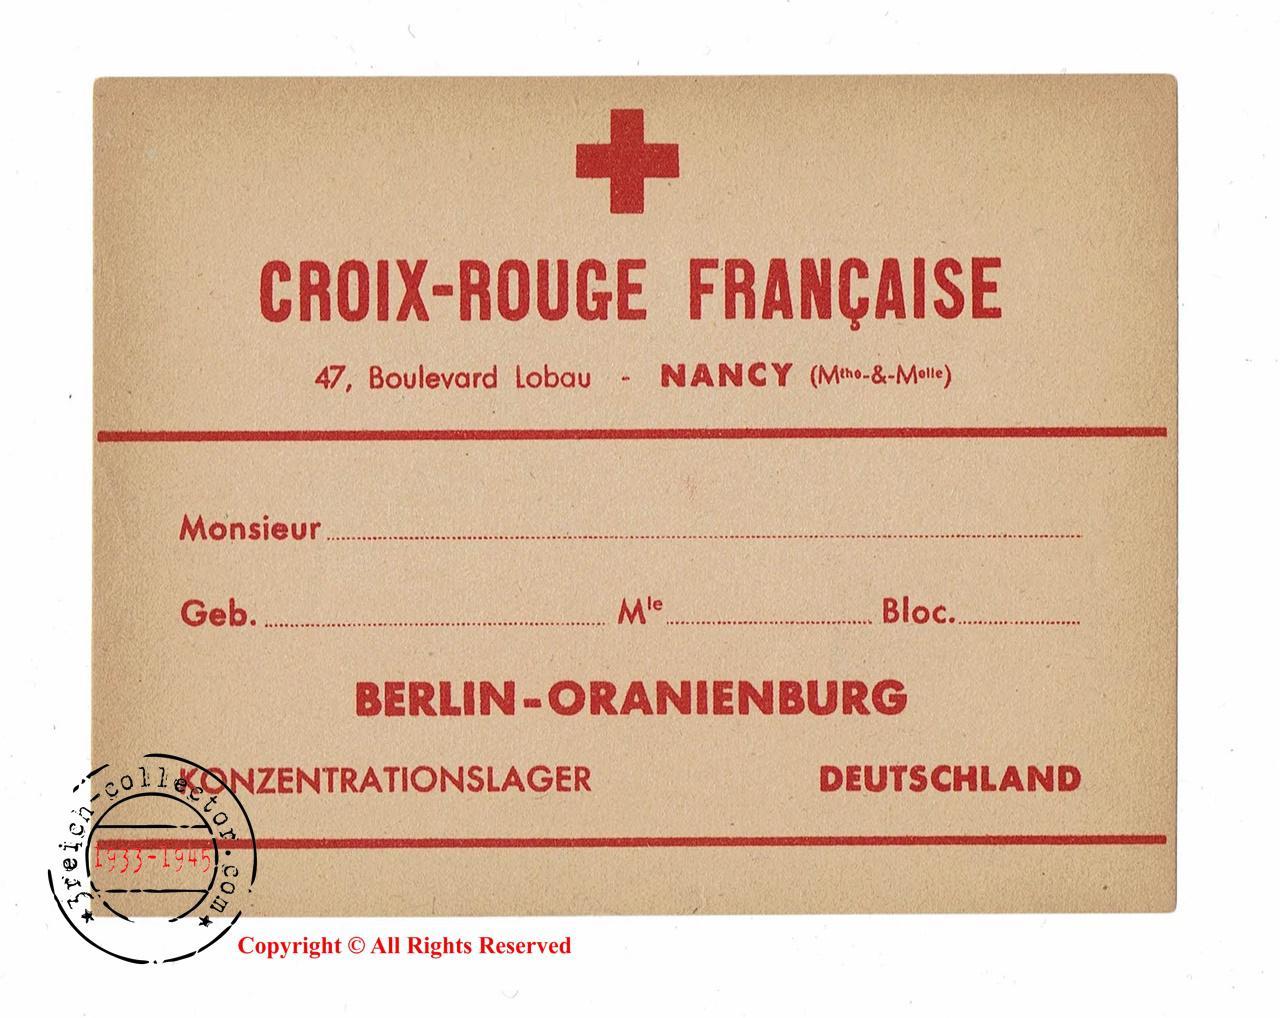 CROIX-ROUGE FRANÇAISE
47, Boulevard Lobau - NANCY (Mthe-&-Melle)
Monsieur
Geb. Mle Bloc.
BERLIN-ORANIENBURG
KONZENTRATIONSLAGER DEUTSCHLAND
3reich-collector.com
1933-1945
Copyright © All Rights Reserved